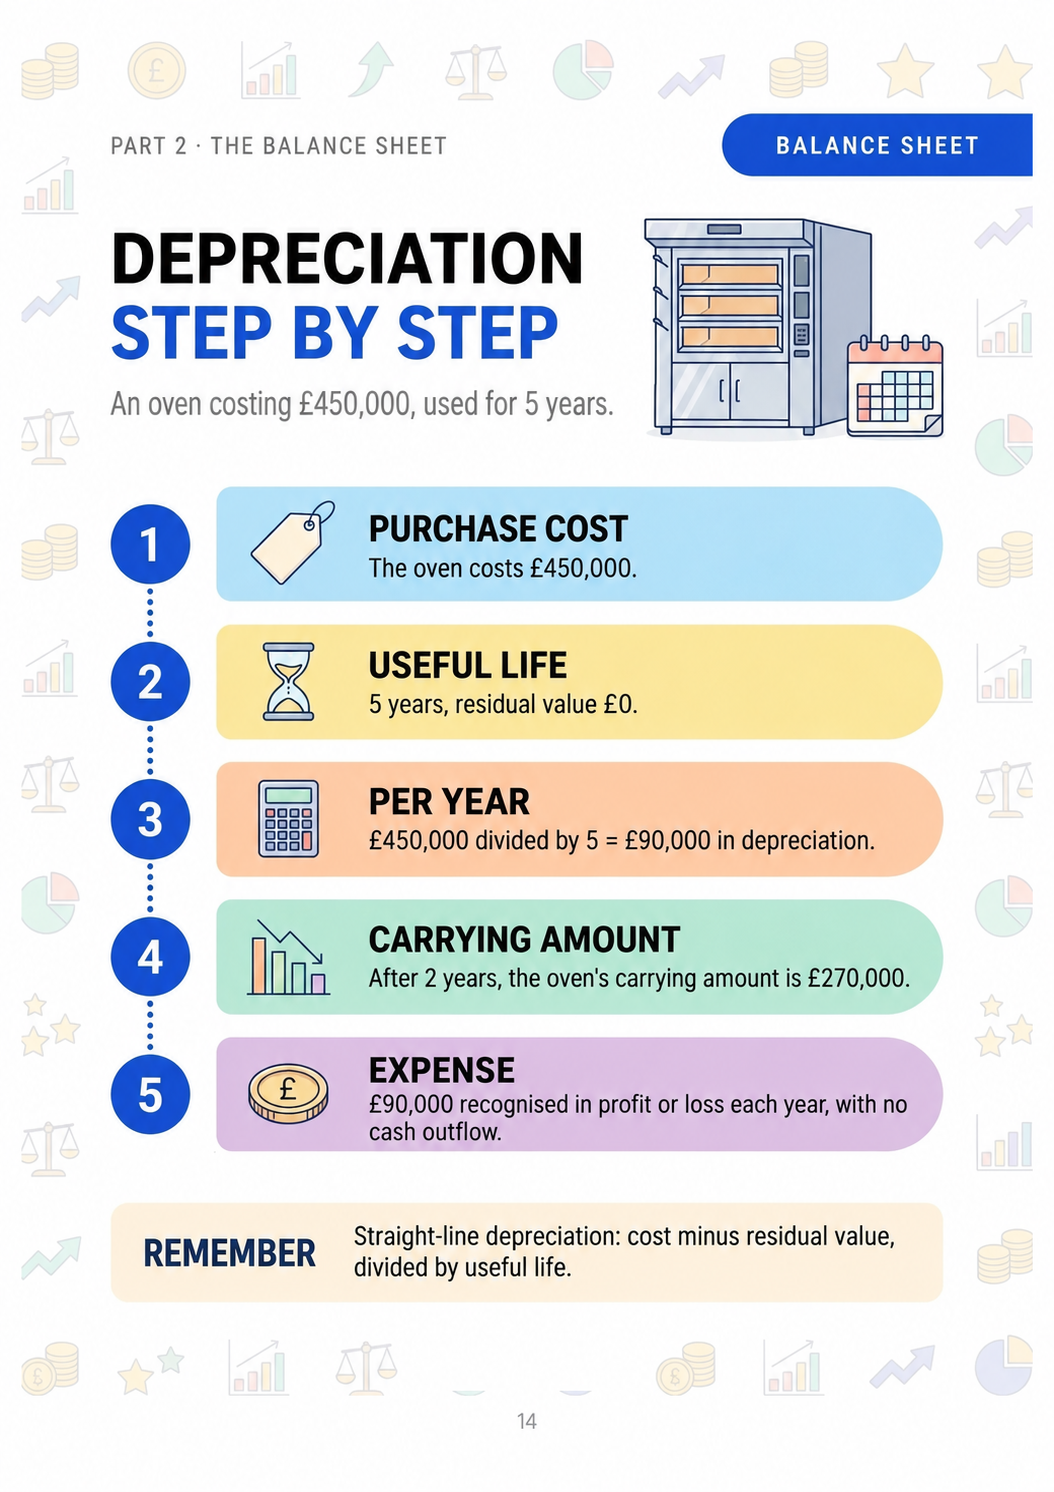 PART 2 · THE BALANCE SHEET
BALANCE SHEET
DEPRECIATION
STEP BY STEP
An oven costing £450,000, used for 5 years.
1
PURCHASE COST
The oven costs £450,000.
2
USEFUL LIFE
5 years, residual value £0.
3
PER YEAR
£450,000 divided by 5 = £90,000 in depreciation.
4
CARRYING AMOUNT
After 2 years, the oven's carrying amount is £270,000.
5
£
EXPENSE
£90,000 recognised in profit or loss each year, with no
cash outflow.
REMEMBER
Straight-line depreciation: cost minus residual value,
divided by useful life.
14